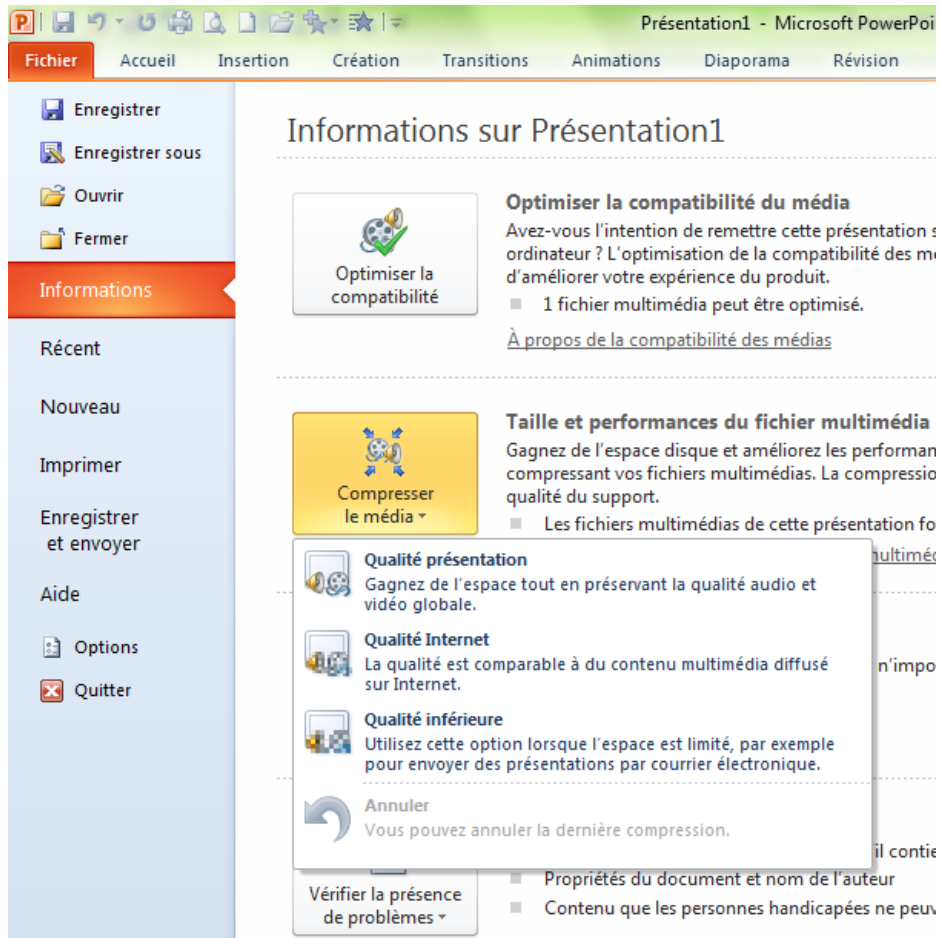 Présentation1 - Microsoft PowerPoi
Fichier Accueil Insertion Création Transitions Animations Diaporama Révision
Enregistrer
Enregistrer sous
Ouvrir
Fermer
Informations
Récent
Nouveau
Imprimer
Enregistrer
et envoyer
Aide
Options
Quitter
Informations sur Présentation1
Optimiser la
compatibilité
Optimiser la compatibilité du média
Avez-vous l'intention de remettre cette présentation s
ordinateur ? L'optimisation de la compatibilité des mé
d'améliorer votre expérience du produit.
1 fichier multimédia peut être optimisé.
À propos de la compatibilité des médias
Compresser
le média
Taille et performances du fichier multimédia
Gagnez de l'espace disque et améliorez les performan
compressant vos fichiers multimédias. La compressio
qualité du support.
Les fichiers multimédias de cette présentation fo
Qualité présentation
Gagnez de l'espace tout en préservant la qualité audio et
vidéo globale.
Qualité Internet
La qualité est comparable à du contenu multimédia diffusé
sur Internet.
Qualité inférieure
Utilisez cette option lorsque l'espace est limité, par exemple
pour envoyer des présentations par courrier électronique.
Annuler
Vous pouvez annuler la dernière compression.
n'impo
il contie
Vérifier la présence
de problèmes
Propriétés du document et nom de l'auteur
Contenu que les personnes handicapées ne peuv